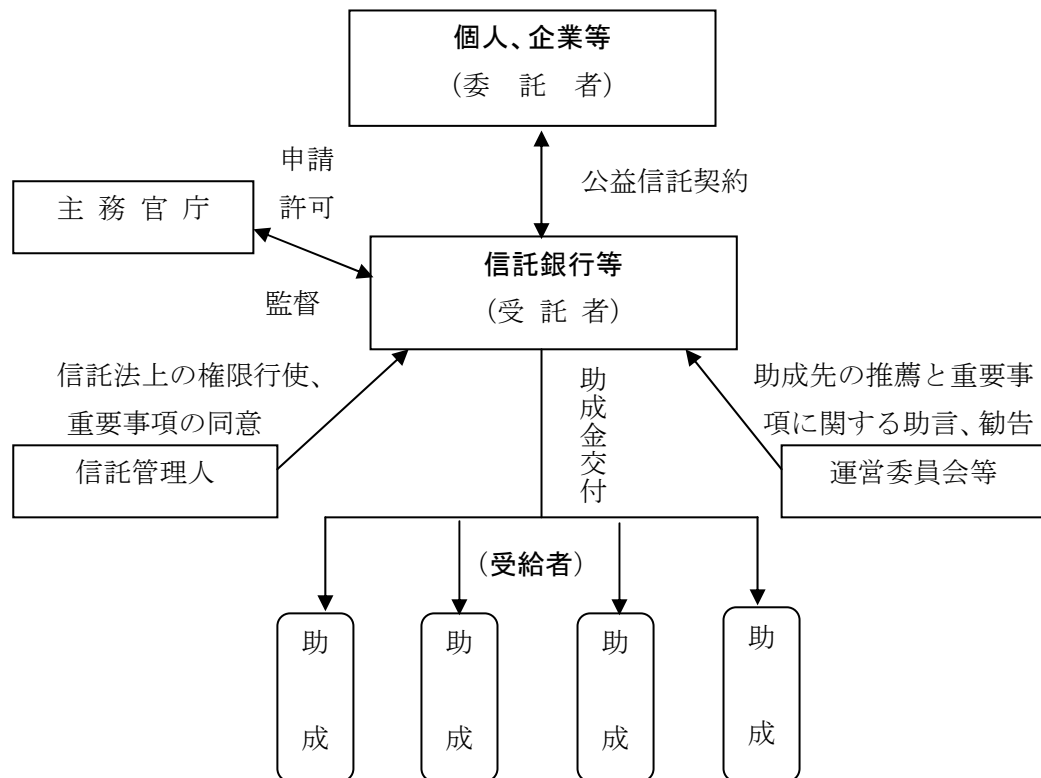 個人、企業等
（委 託 者）
申請
許可
公益信託契約
主 務 官 庁
信託銀行等
（受 託 者）
監督
信託法上の権限行使、
重要事項の同意
信託管理人
助成金交付
助成先の推薦と重要事
項に関する助言、勧告
運営委員会等
（受給者）
助成
助成
助成
助成